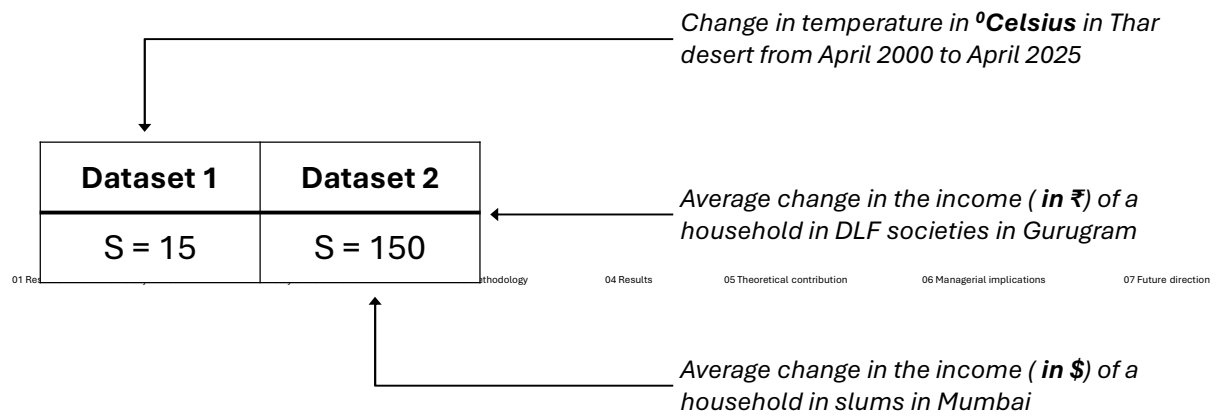 Change in temperature in ⁰Celsius in Thar
desert from April 2000 to April 2025
Dataset 1 Dataset 2
Average change in the income ( in ₹) of a
household in DLF societies in Gurugram
S = 15 S = 150
01 Res ethodology 04 Results 05 Theoretical contribution 06 Managerial implications 07 Future direction
Average change in the income ( in $) of a
household in slums in Mumbai